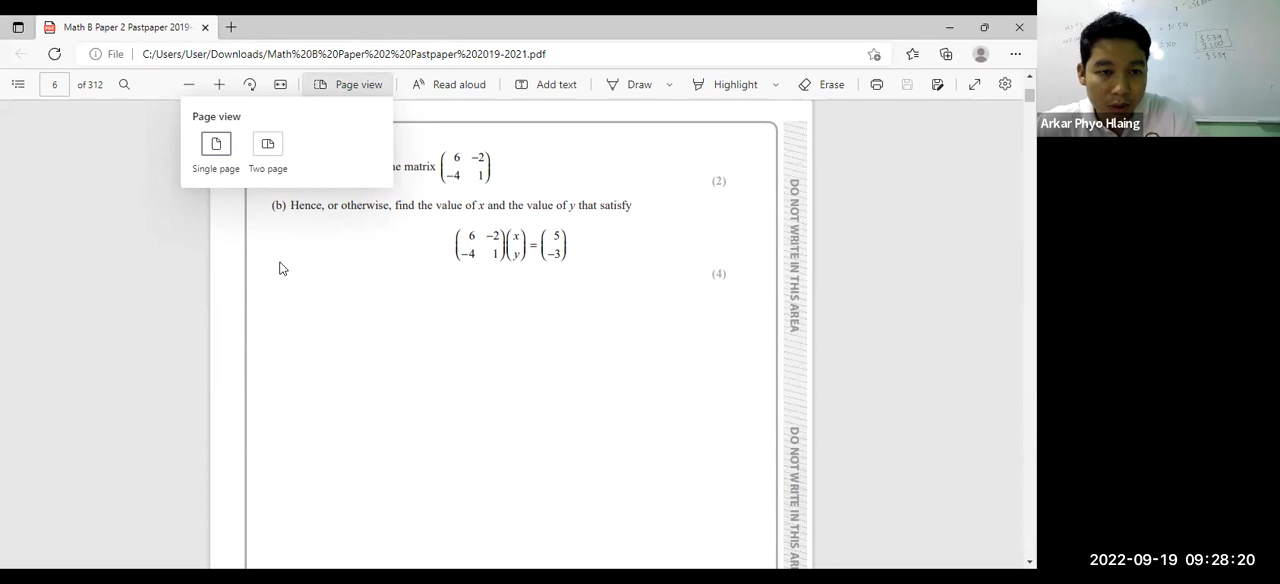 Math B Paper 2 Pastpaper 2019-
File C:/Users/User/Downloads/Math%20B%20Paper%202%20Pastpaper%202019-2021.pdf
6 of 312 Page view Read aloud Add text Draw Highlight Erase
Page view
Single page Two page
he matrix ( 6 −2
−4 1 )
(2)
(b) Hence, or otherwise, find the value of x and the value of y that satisfy
( 6 −2
−4 1 ) ( x
y ) = ( 5
−3 )
(4)
DO NOT WRITE IN THIS AREA
DO NOT WRITE IN THIS ARE
Arkar Phyo Hlaing
2022-09-19 09:28:20